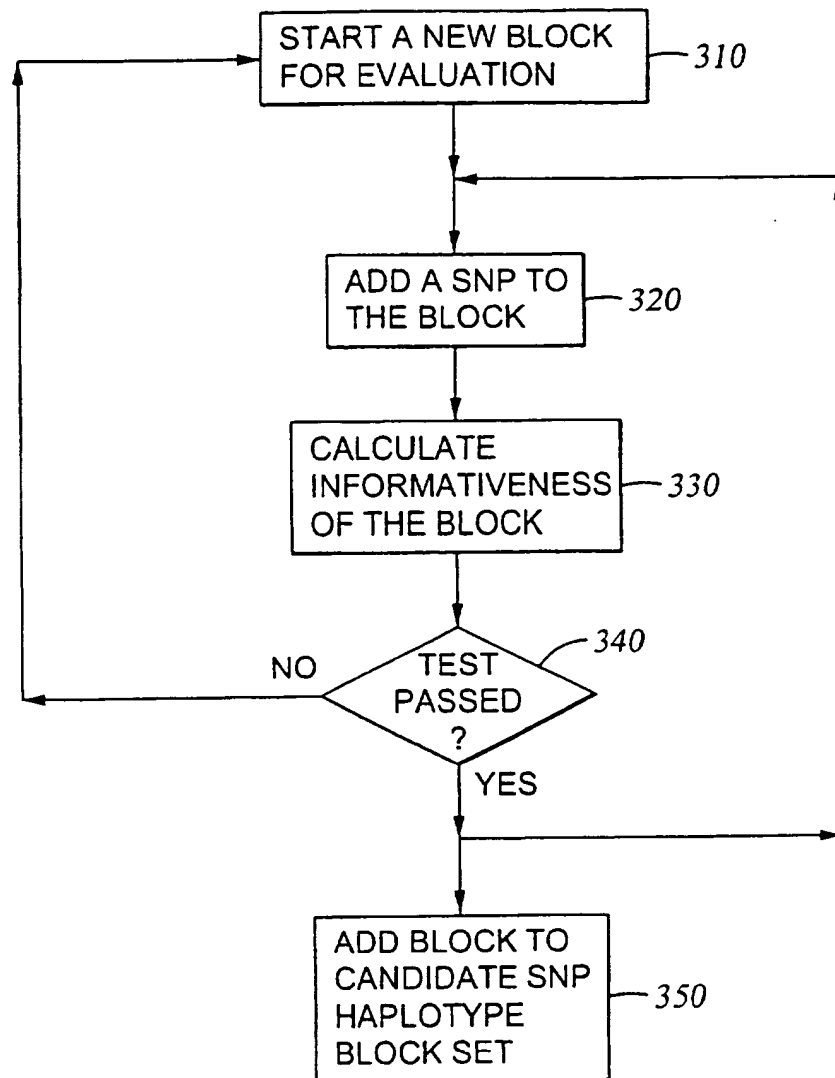 START A NEW BLOCK
FOR EVALUATION
310
ADD A SNP TO
THE BLOCK
320
CALCULATE
INFORMATIVENESS
OF THE BLOCK
330
340
NO
TEST
PASSED
?
YES
ADD BLOCK TO
CANDIDATE SNP
HAPLOTYPE
BLOCK SET
350